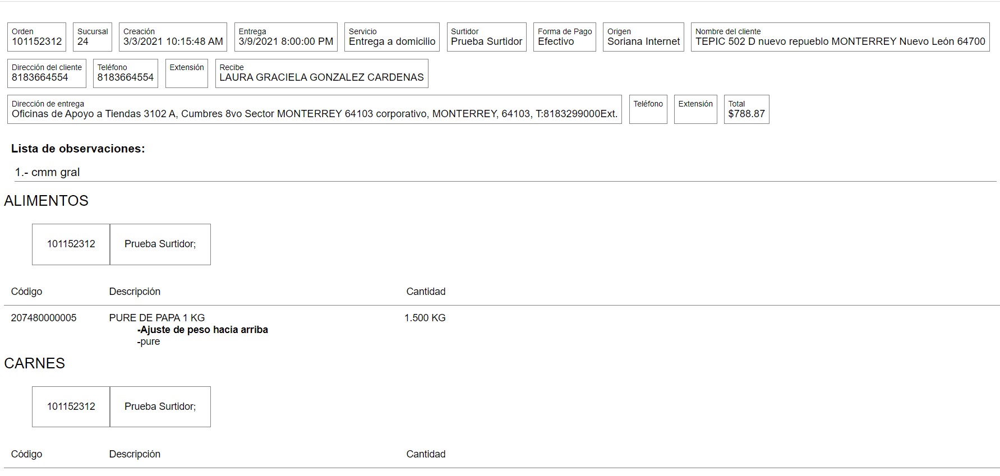 Orden Sucursal Creación Entrega Servicio Surtidor Forma de Pago Origen Nombre del cliente
101152312 24 3/3/2021 10:15:48 AM 3/9/2021 8:00:00 PM Entrega a domicilio Prueba Surtidor Efectivo Soriana Internet TEPIC 502 D nuevo repueblo MONTERREY Nuevo León 64700
Dirección del cliente Teléfono Extensión Recibe
8183664554 8183664554 LAURA GRACIELA GONZALEZ CARDENAS
Dirección de entrega Teléfono Extensión Total
Oficinas de Apoyo a Tiendas 3102 A, Cumbres 8vo Sector MONTERREY 64103 corporativo, MONTERREY, 64103, T:8183299000Ext. $788.87
Lista de observaciones:
1.- cmm gral
ALIMENTOS
101152312 Prueba Surtidor;
Código Descripción Cantidad
207480000005 PURE DE PAPA 1 KG 1.500 KG
-Ajuste de peso hacia arriba
-pure
CARNES
101152312 Prueba Surtidor;
Código Descripción Cantidad